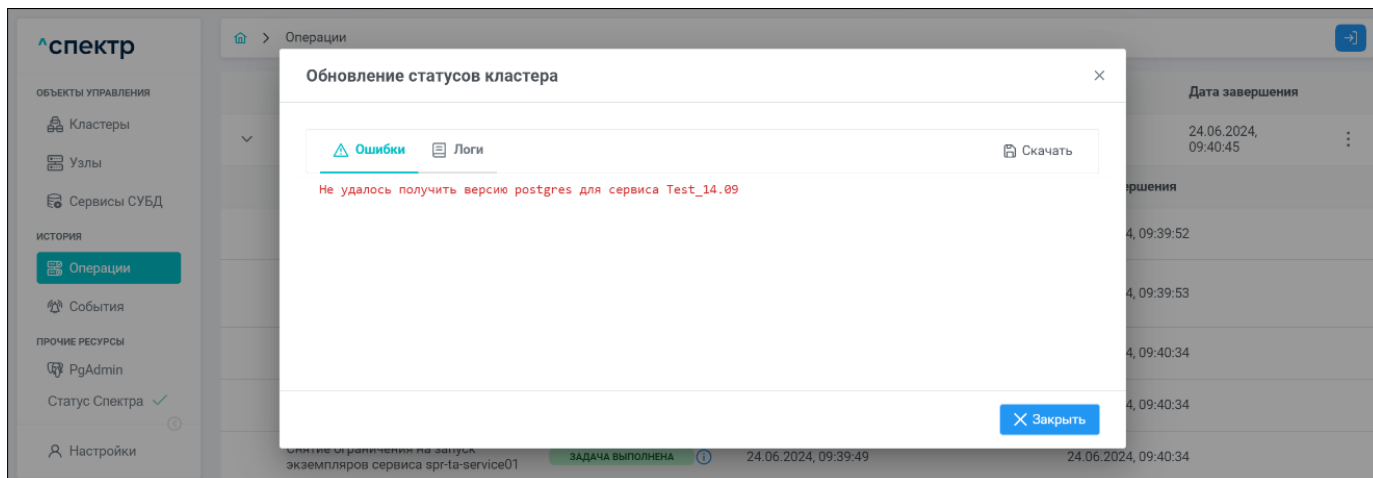 ^спектр
Операции
ОБЪЕКТЫ УПРАВЛЕНИЯ
Кластеры
Узлы
Сервисы СУБД
ИСТОРИЯ
Операции
События
ПРОЧИЕ РЕСУРСЫ
PgAdmin
Статус Спектра
Настройки
Обновление статусов кластера
Ошибки Логи Скачать
Не удалось получить версию postgres для сервиса Test_14.09
Закрыть
Дата завершения
24.06.2024,
09:40:45
ершения
4, 09:39:52
4, 09:39:53
4, 09:40:34
4, 09:40:34
Снятие ограничения на запуск
экземпляров сервиса spr-ta-service01 ЗАДАЧА ВЫПОЛНЕНА 24.06.2024, 09:39:49 24.06.2024, 09:40:34